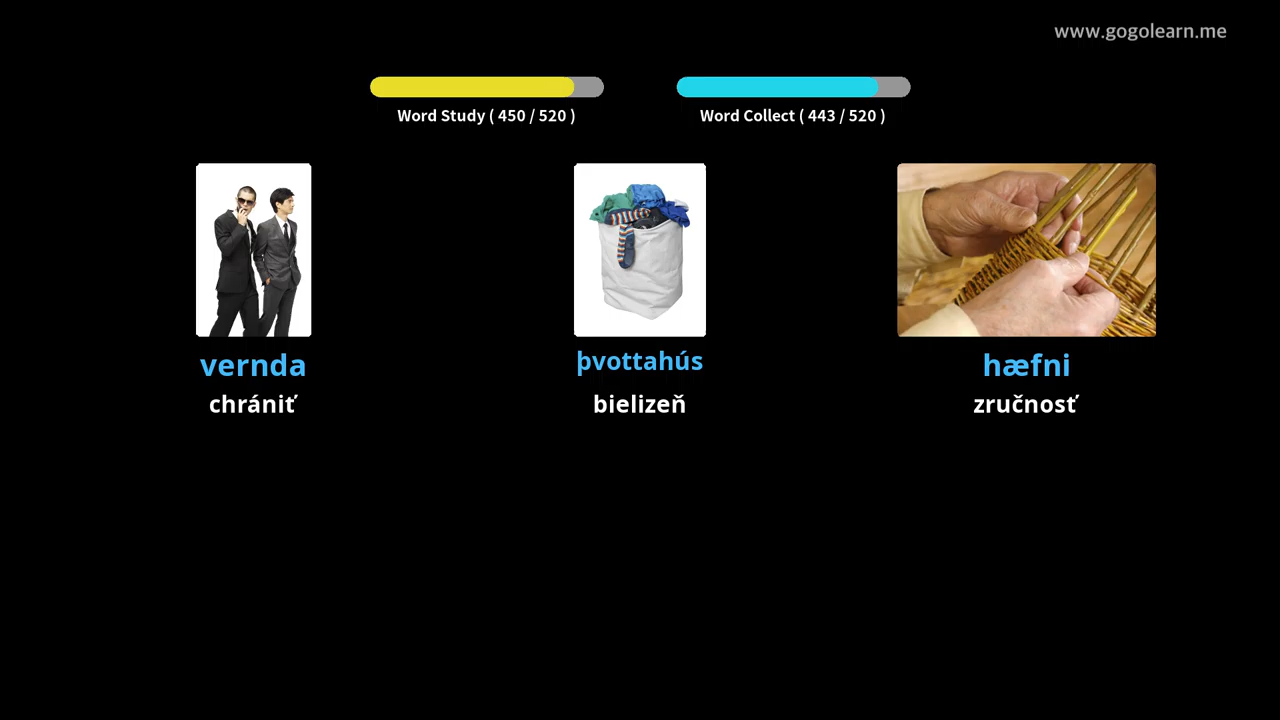 www.gogolearn.me
Word Study ( 450 / 520 )
Word Collect ( 443 / 520 )
vernda
þvottahús
hæfni
chrániť
bielizeň
zručnosť